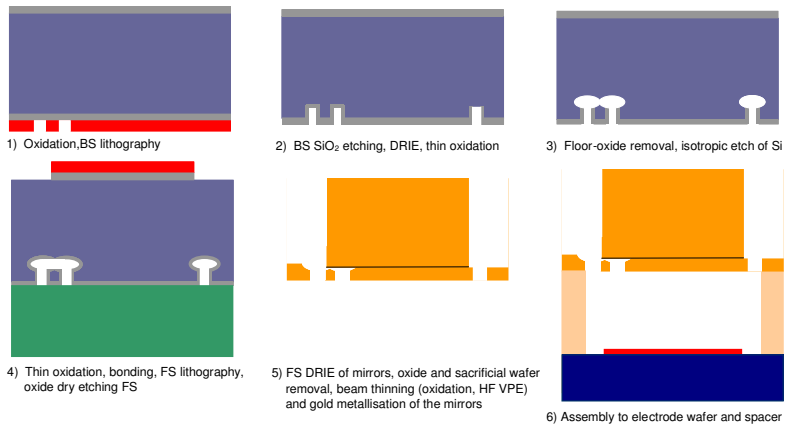 1) Oxidation,BS lithography
2) BS SiO₂ etching, DRIE, thin oxidation
3) Floor-oxide removal, isotropic etch of Si
4) Thin oxidation, bonding, FS lithography,
oxide dry etching FS
5) FS DRIE of mirrors, oxide and sacrificial wafer
removal, beam thinning (oxidation, HF VPE)
and gold metallisation of the mirrors
6) Assembly to electrode wafer and spacer